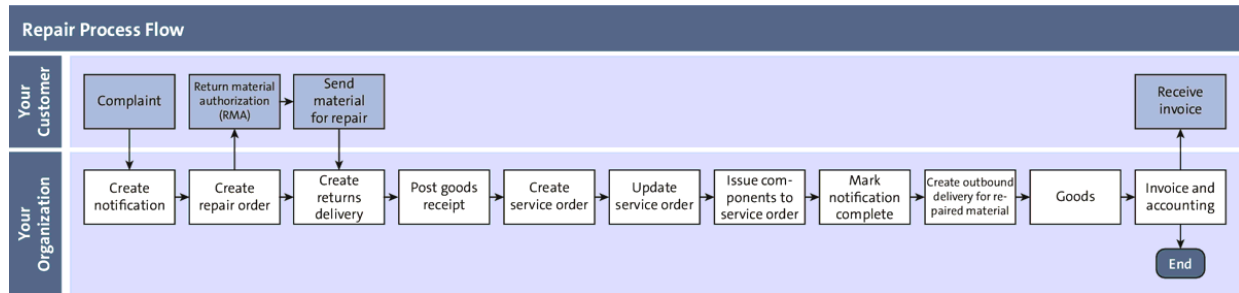 Repair Process Flow
Your
Customer
Complaint
Return material
authorization
(RMA)
Send
material
for repair
Receive
invoice
Your
Organization
Create
notification
Create
repair order
Create
returns
delivery
Post goods
receipt
Create
service order
Update
service order
Issue com-
ponents to
service order
Mark
notification
complete
Create outbound
delivery for re-
paired material
Goods
Invoice and
accounting
End